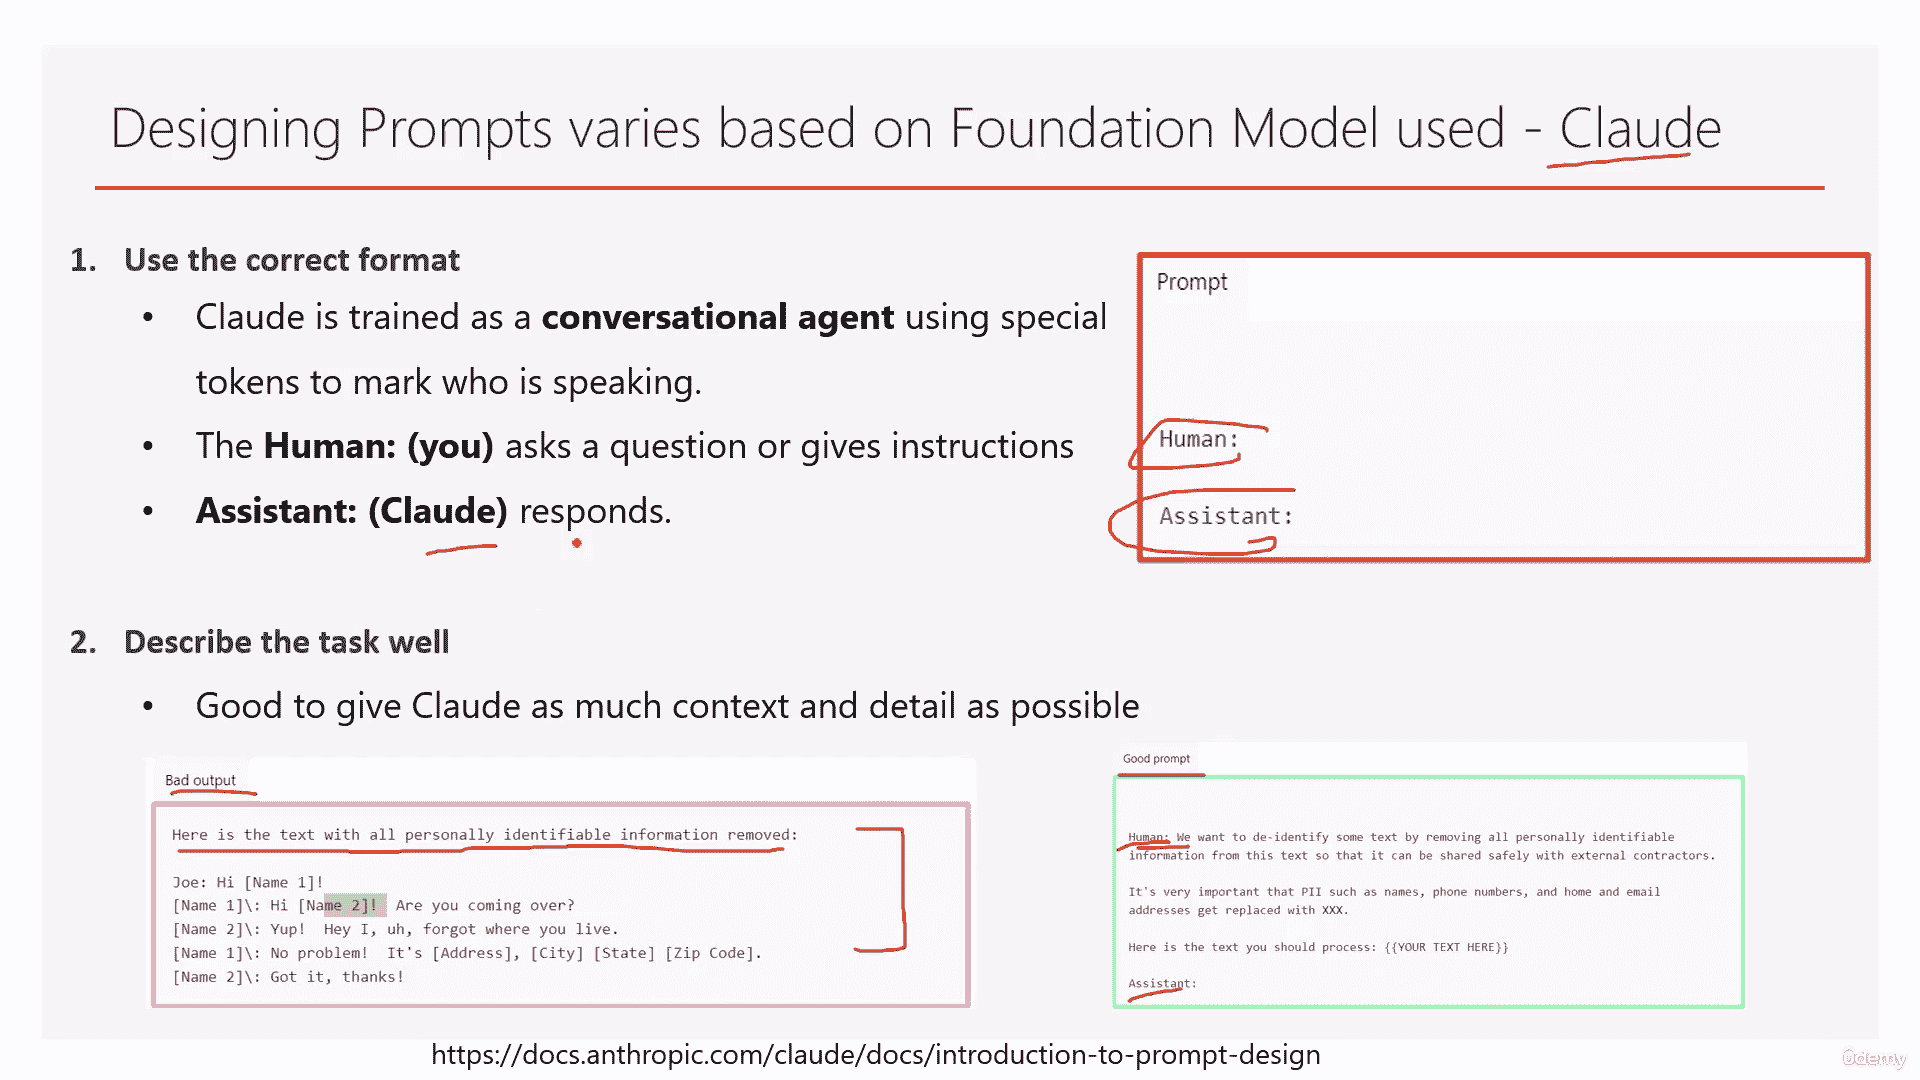 Designing Prompts varies based on Foundation Model used - Claude
1. Use the correct format
• Claude is trained as a conversational agent using special
tokens to mark who is speaking.
• The Human: (you) asks a question or gives instructions
• Assistant: (Claude) responds.
Prompt
Human:
Assistant:
2. Describe the task well
• Good to give Claude as much context and detail as possible
Bad output
Here is the text with all personally identifiable information removed:
Joe: Hi [Name 1]!
[Name 1]\: Hi [Name 2]! Are you coming over?
[Name 2]\: Yup! Hey I, uh, forgot where you live.
[Name 1]\: No problem! It's [Address], [City] [State] [Zip Code].
[Name 2]\: Got it, thanks!
Good prompt
Human: We want to de-identify some text by removing all personally identifiable
information from this text so that it can be shared safely with external contractors.
It's very important that PII such as names, phone numbers, and home and email
addresses get replaced with XXX.
Here is the text you should process: {{YOUR TEXT HERE}}
Assistant:
https://docs.anthropic.com/claude/docs/introduction-to-prompt-design
Udemy